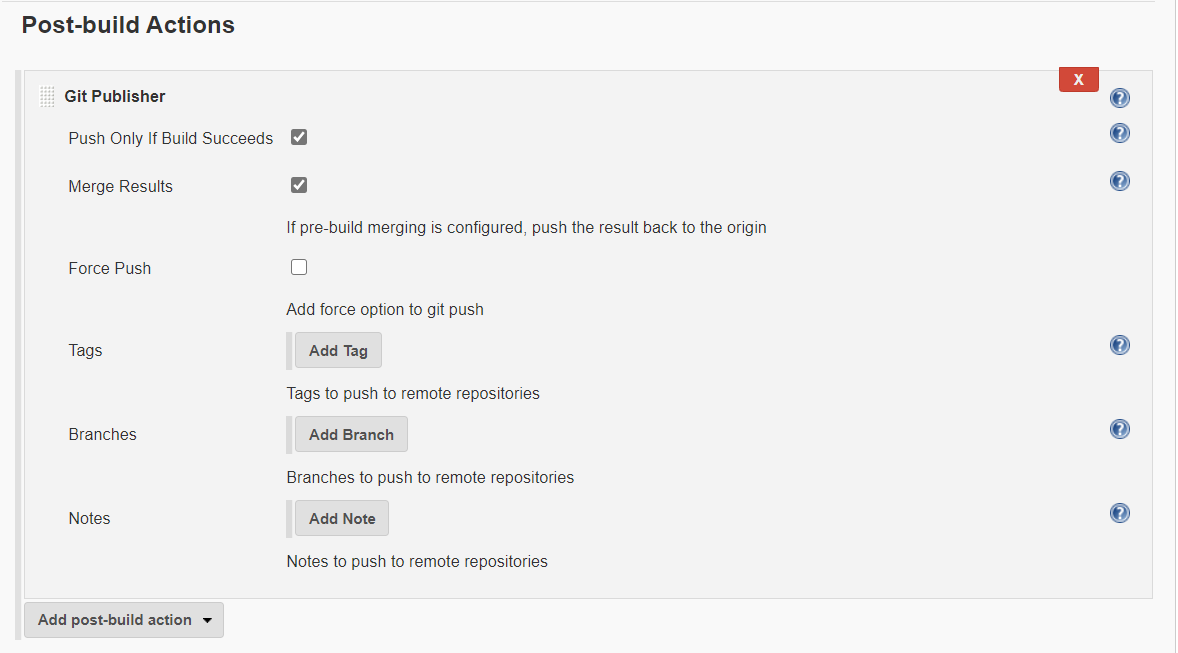 Post-build Actions
X
Git Publisher
?
Push Only If Build Succeeds
?
Merge Results
?
If pre-build merging is configured, push the result back to the origin
Force Push
Add force option to git push
Tags
Add Tag
?
Tags to push to remote repositories
Branches
Add Branch
?
Branches to push to remote repositories
Notes
Add Note
?
Notes to push to remote repositories
Add post-build action